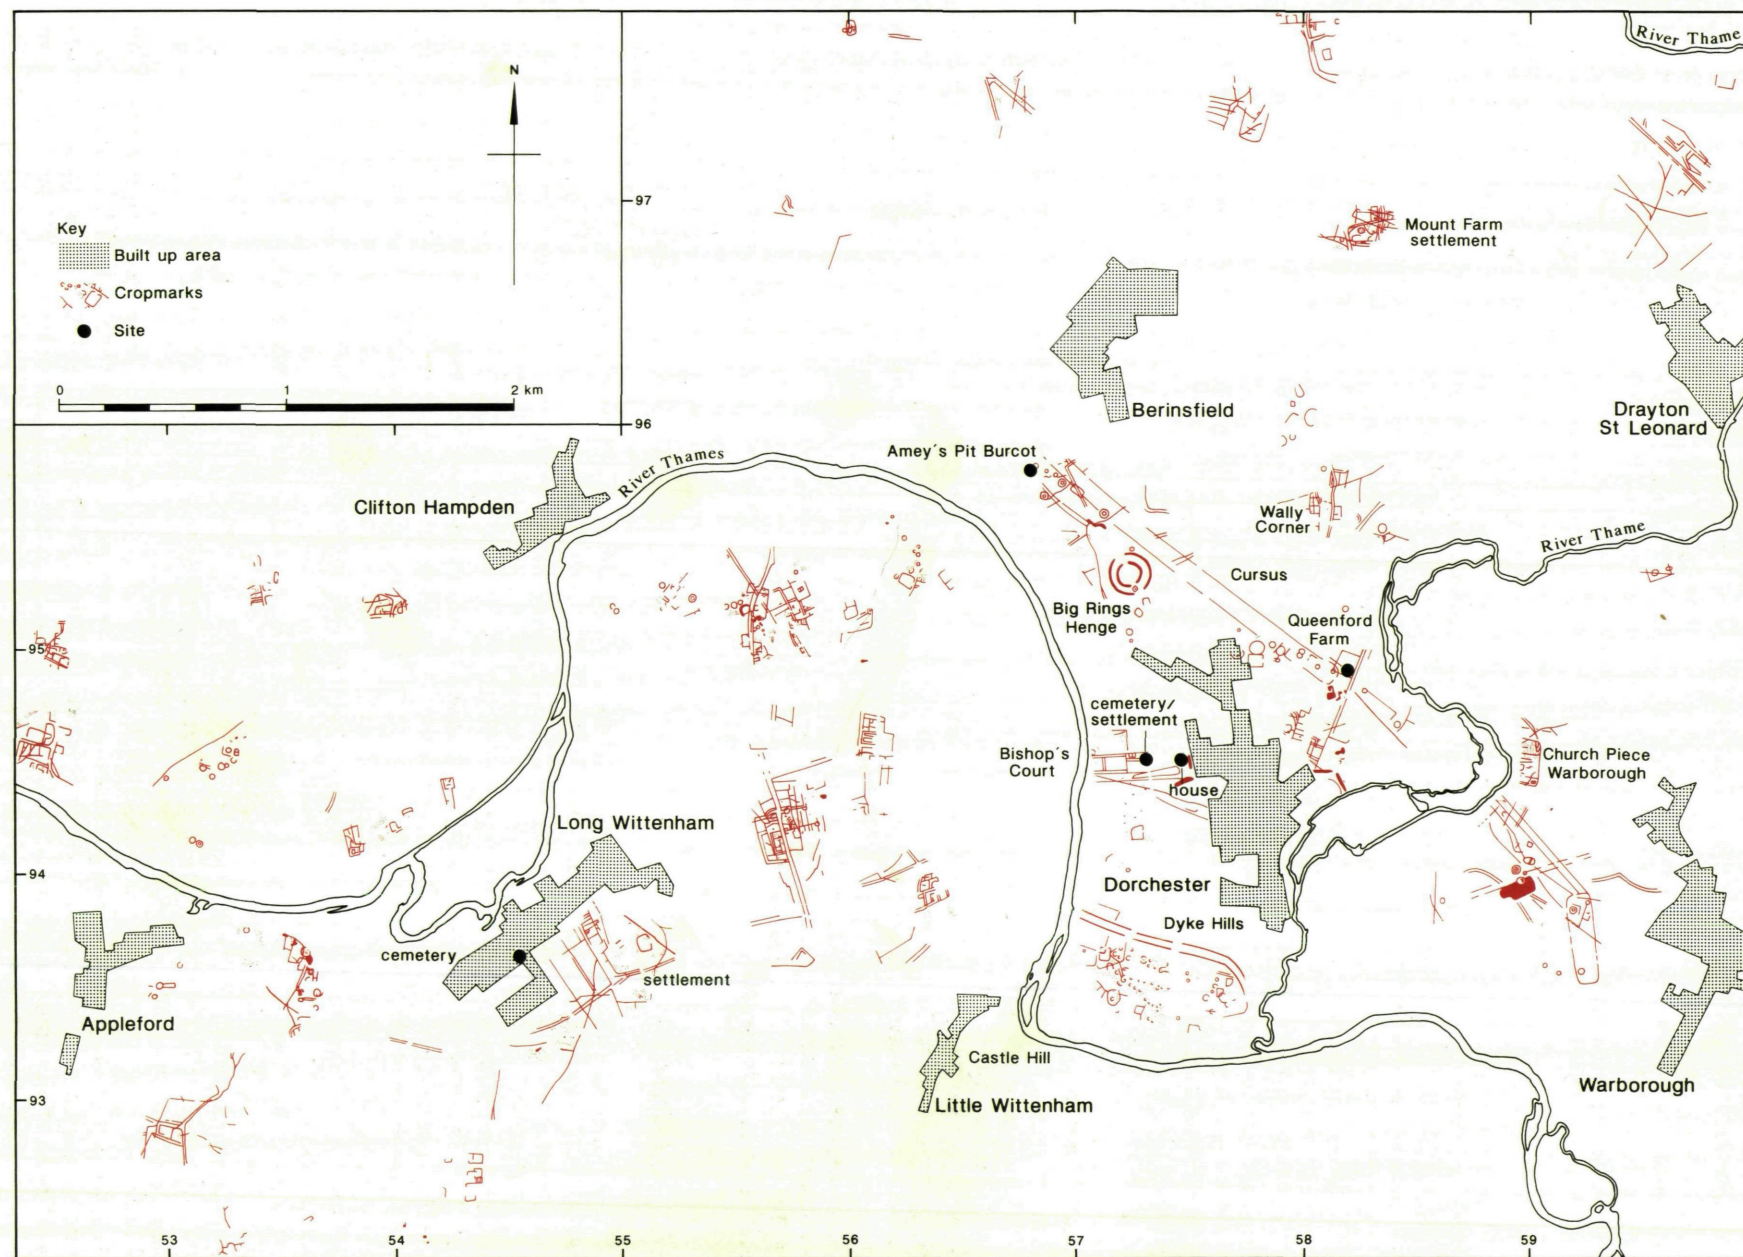 River Thame
N
97
Key
Built up area
Cropmarks
Site
0 1 2 km
96
Mount Farm
settlement
Berinsfield
Drayton
St Leonard
Amey's Pit Burcot
River Thames
Clifton Hampden
Wally
Corner
River Thame
Cursus
Big Rings
Henge
Queenford
Farm
95
cemetery/
settlement
Bishop's
Court
house
Church Piece
Warborough
Long Wittenham
94
Dorchester
Dyke Hills
cemetery
settlement
Appleford
Castle Hill
93
Little Wittenham
Warborough
53 54 55 56 57 58 59